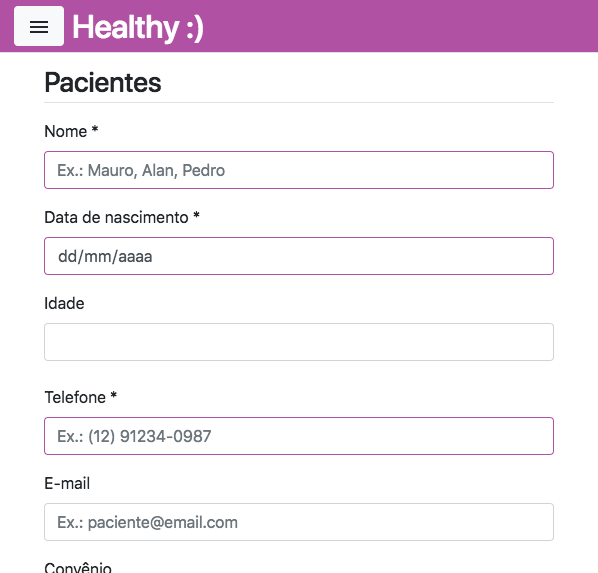 Healthy :)
Pacientes
Nome *
Ex.: Mauro, Alan, Pedro
Data de nascimento *
dd/mm/aaaa
Idade
Telefone *
Ex.: (12) 91234-0987
E-mail
Ex.: paciente@email.com
Convênio